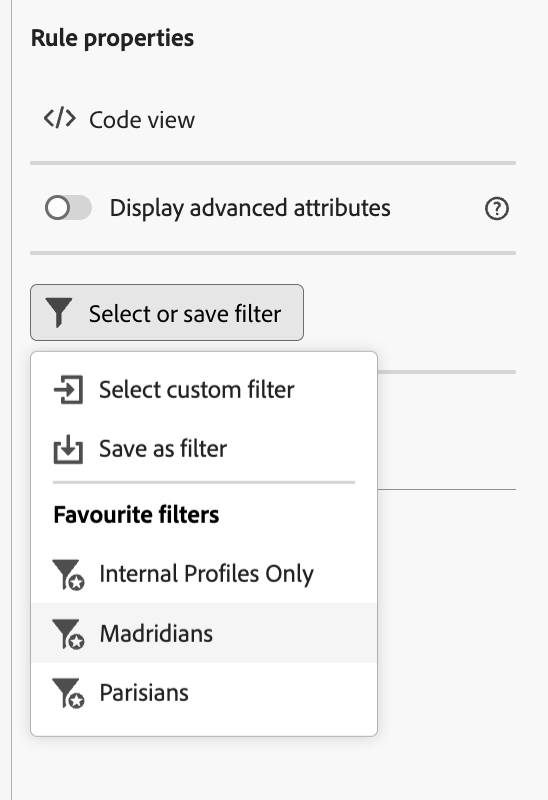 Rule properties
</> Code view
Display advanced attributes
Select or save filter
Select custom filter
Save as filter
Favourite filters
Internal Profiles Only
Madridians
Parisians